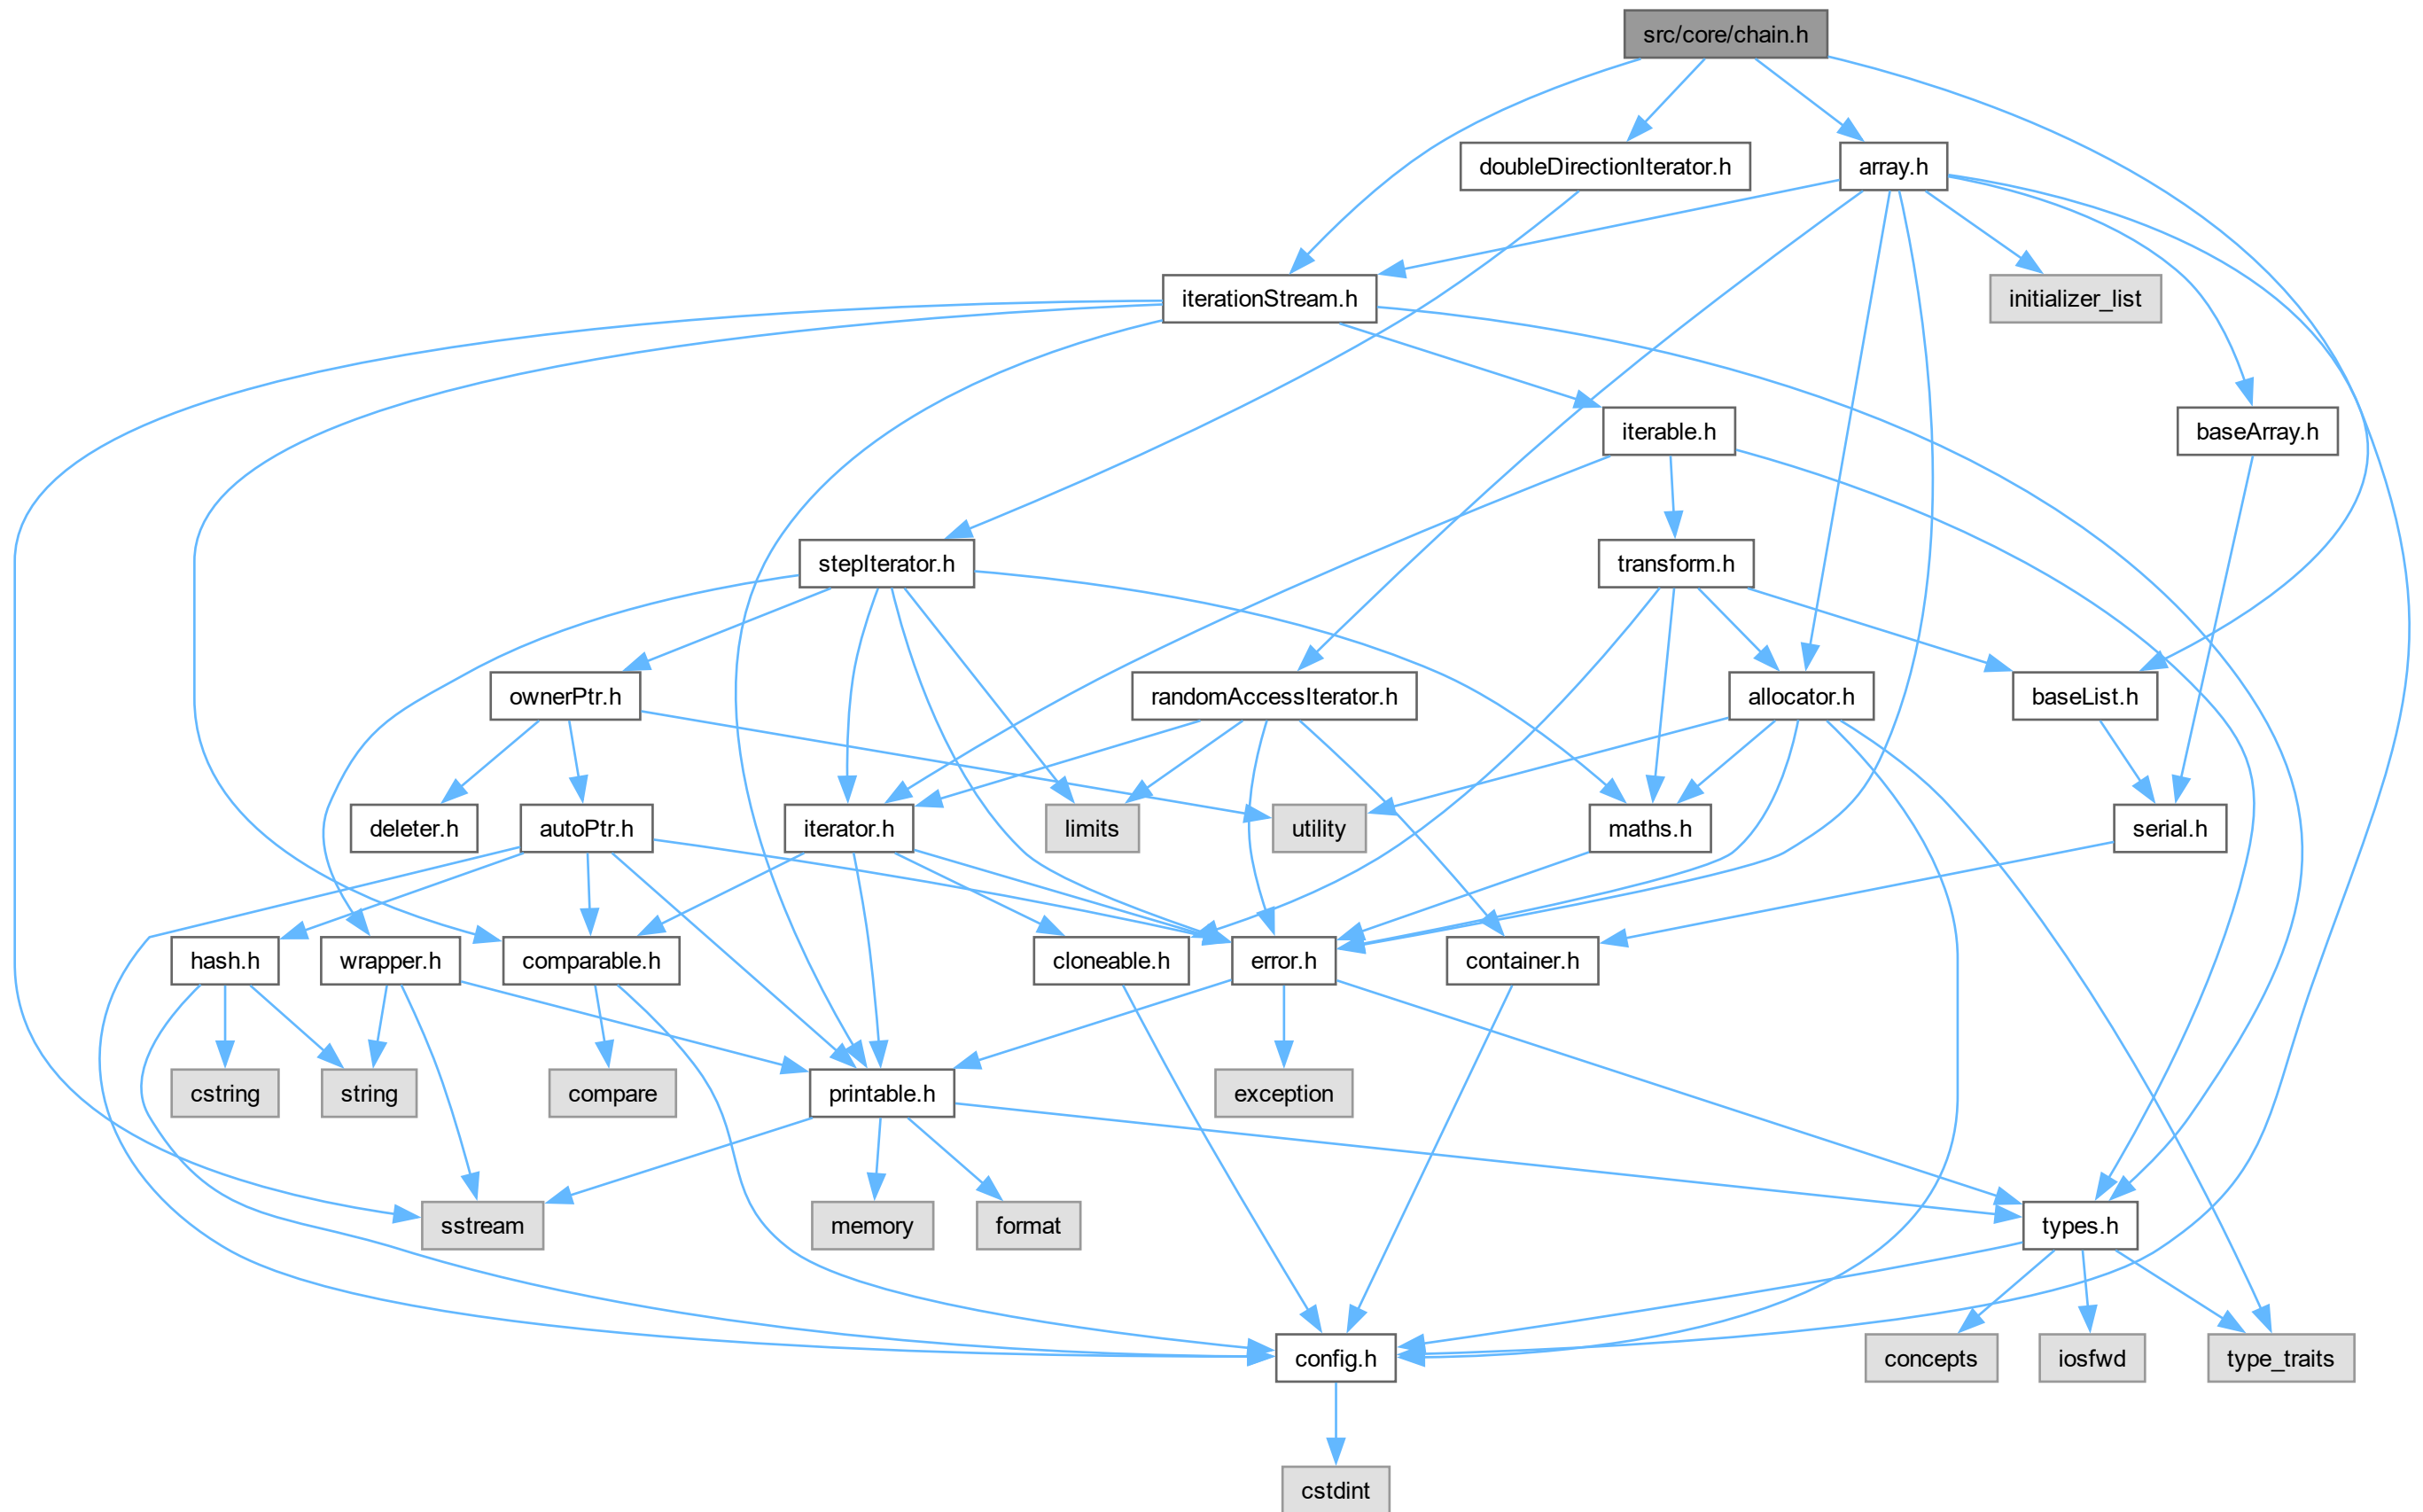 src/core/chain.h
doubleDirectionIterator.h
array.h
iterationStream.h
initializer_list
iterable.h
baseArray.h
stepIterator.h
transform.h
ownerPtr.h
randomAccessIterator.h
allocator.h
baseList.h
deleter.h
autoPtr.h
iterator.h
limits
utility
maths.h
serial.h
hash.h
wrapper.h
comparable.h
cloneable.h
error.h
container.h
cstring
string
compare
printable.h
exception
sstream
memory
format
types.h
config.h
concepts
iosfwd
type_traits
cstdint